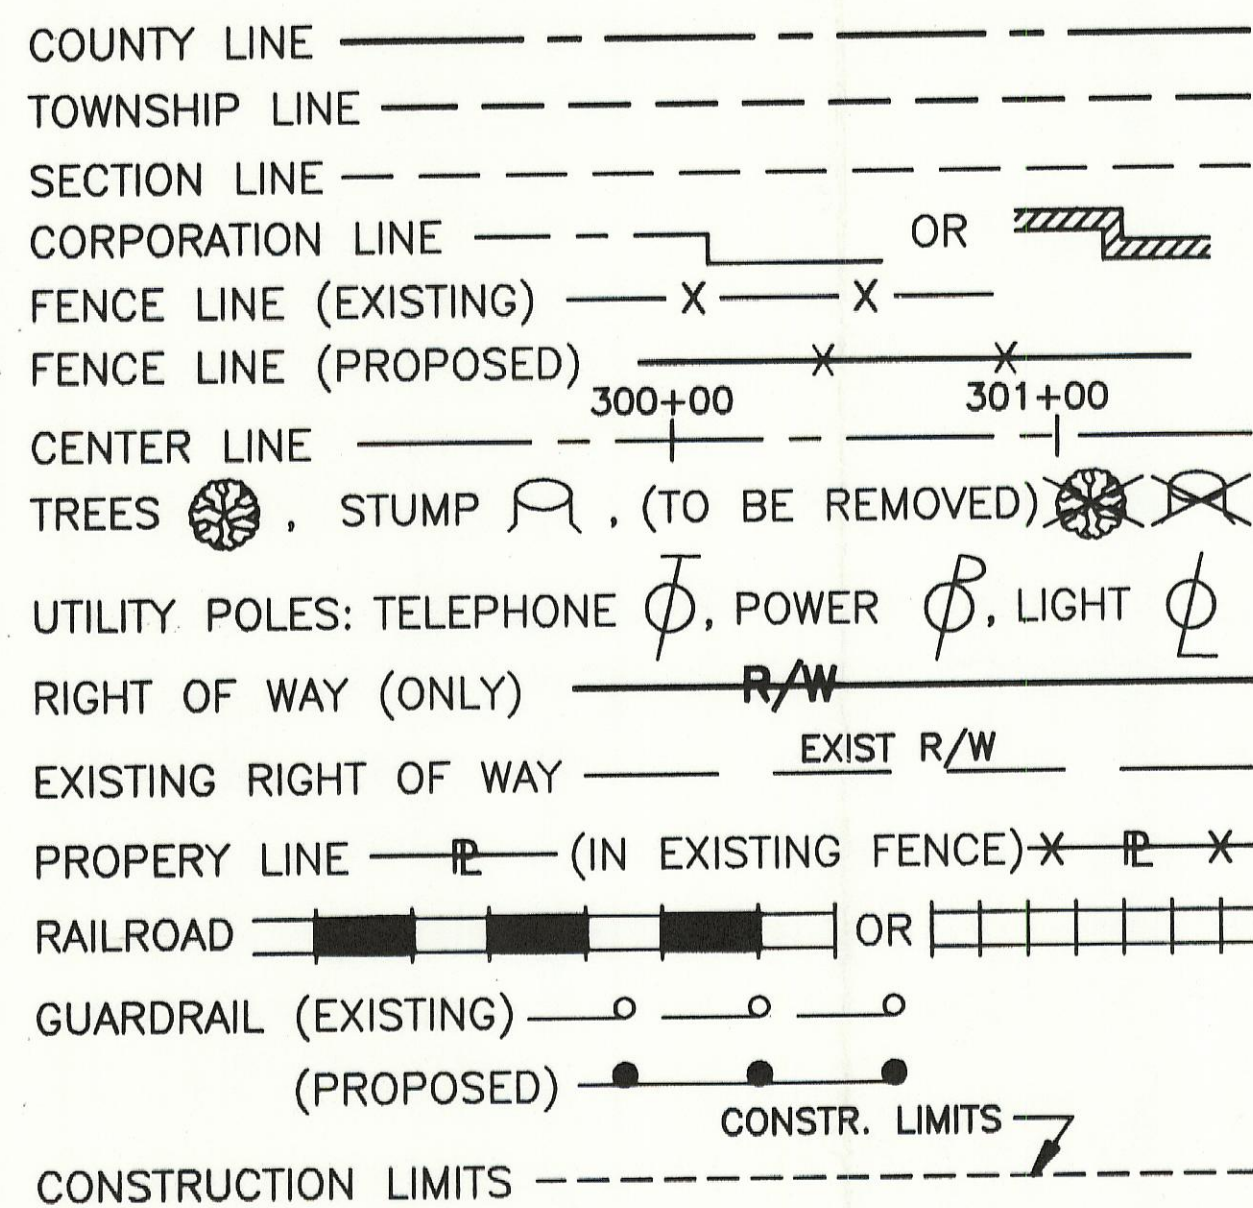 COUNTY LINE
TOWNSHIP LINE
SECTION LINE
CORPORATION LINE OR
FENCE LINE (EXISTING) X X
FENCE LINE (PROPOSED) X X
300+00 301+00
CENTER LINE
TREES , STUMP , (TO BE REMOVED)
UTILITY POLES: TELEPHONE T, POWER P, LIGHT L
RIGHT OF WAY (ONLY) R/W
EXIST R/W
EXISTING RIGHT OF WAY
PROPERY LINE PL (IN EXISTING FENCE) X PL X
RAILROAD OR
GUARDRAIL (EXISTING)
(PROPOSED)
CONSTR. LIMITS
CONSTRUCTION LIMITS